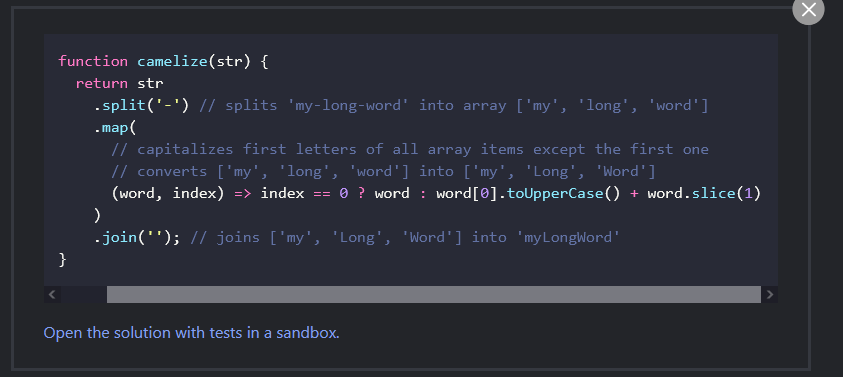 function camelize(str) {
return str
.split('-') // splits 'my-long-word' into array ['my', 'long', 'word']
.map(
// capitalizes first letters of all array items except the first one
// converts ['my', 'long', 'word'] into ['my', 'Long', 'Word']
(word, index) => index == 0 ? word : word[0].toUpperCase() + word.slice(1)
)
.join(''); // joins ['my', 'Long', 'Word'] into 'myLongWord'
}
Open the solution with tests in a sandbox.